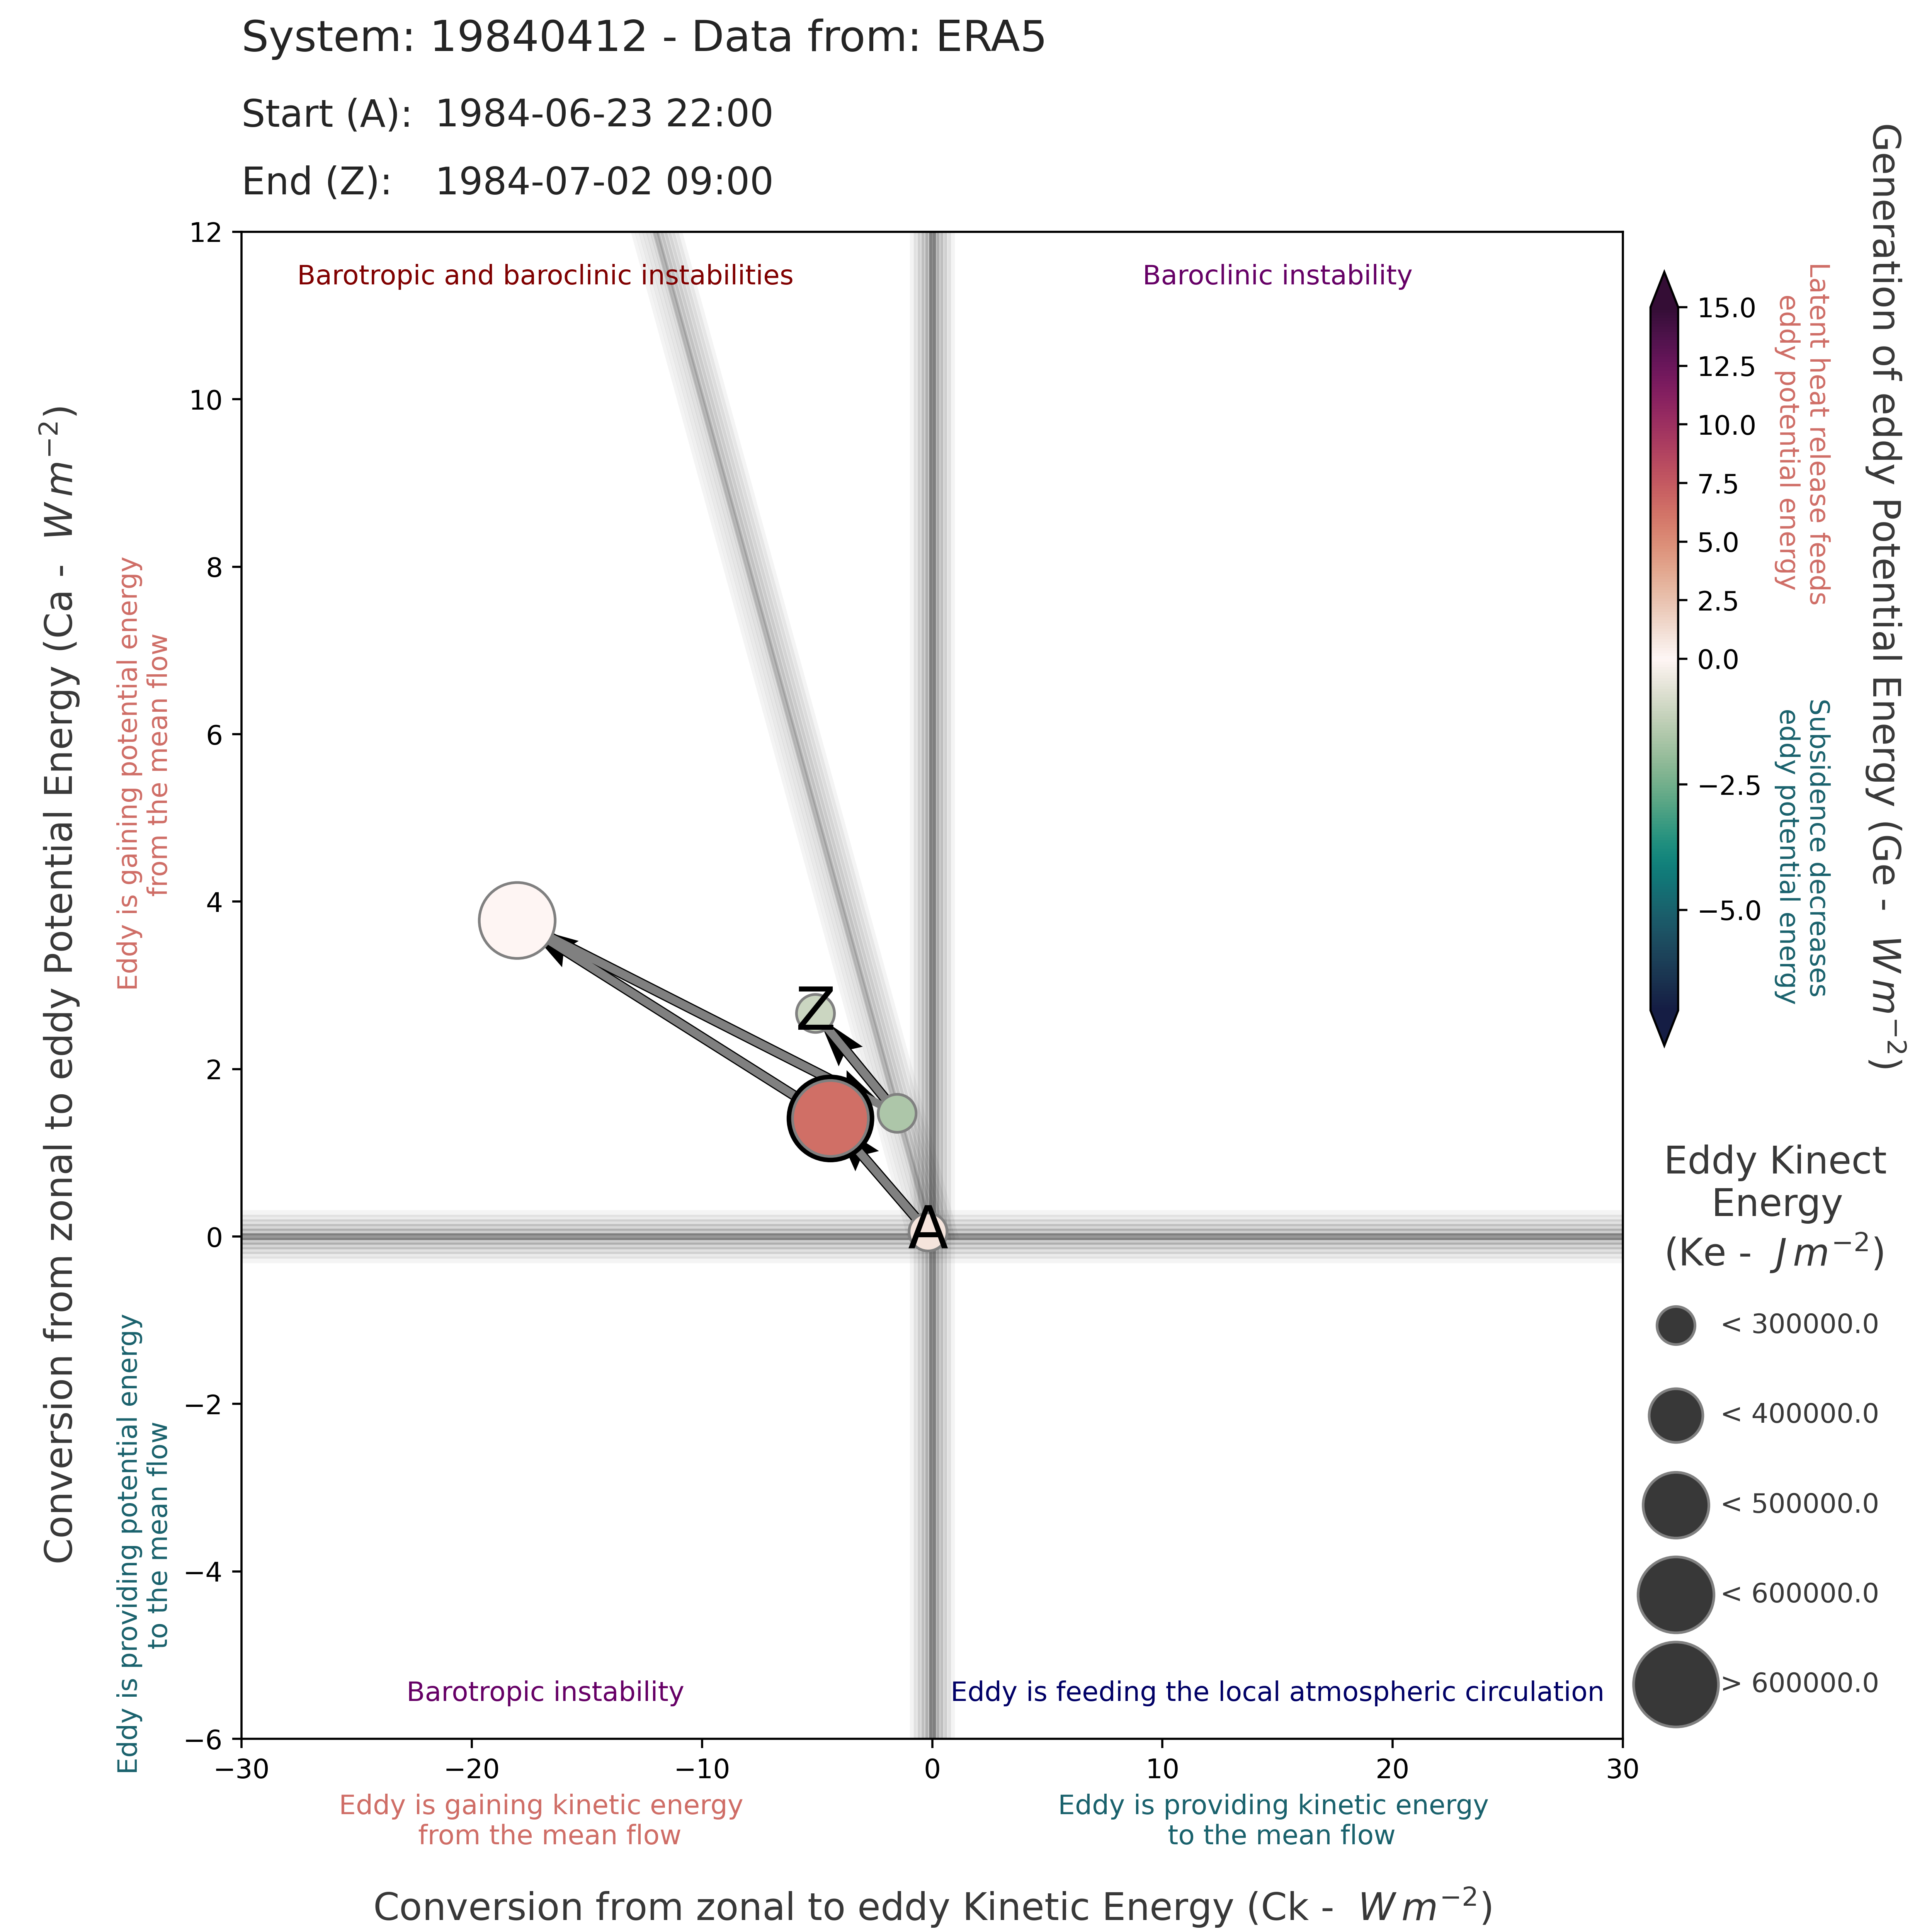 System: 19840412 - Data from: ERA5
Start (A): 1984-06-23 22:00
End (Z): 1984-07-02 09:00
Conversion from zonal to eddy Potential Energy (Ca - W m⁻²)
Eddy is gaining potential energy
from the mean flow
Eddy is providing potential energy
to the mean flow
12
10
8
6
4
2
0
−2
−4
−6
Barotropic and baroclinic instabilities
Baroclinic instability
Z
A
Barotropic instability
Eddy is feeding the local atmospheric circulation
−30
−20
−10
0
10
20
30
Eddy is gaining kinetic energy
from the mean flow
Eddy is providing kinetic energy
to the mean flow
Conversion from zonal to eddy Kinetic Energy (Ck - W m⁻²)
15.0
12.5
10.0
7.5
5.0
2.5
0.0
−2.5
−5.0
Latent heat release feeds
eddy potential energy
Subsidence decreases
eddy potential energy
Generation of eddy Potential Energy (Ge - W m⁻²)
Eddy Kinect
Energy
(Ke - J m⁻²)
< 300000.0
< 400000.0
< 500000.0
< 600000.0
> 600000.0